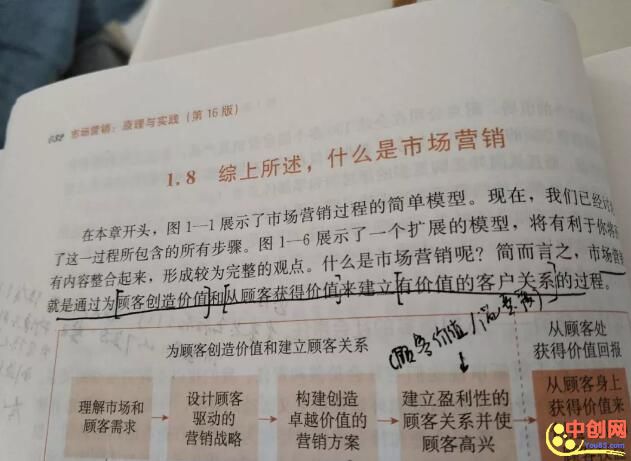 032 市场营销：原理与实践（第16版）
1.8 综上所述，什么是市场营销
在本章开头，图1—1展示了市场营销过程的简单模型。现在，我们已经讨
了这一过程所包含的所有步骤。图1—6展示了一个扩展的模型，将有利于你将
有内容整合起来，形成较为完整的观点。什么是市场营销呢？简而言之，市场营销
就是通过为[顾客创造价值]和[从顾客获得价值]来建立[有价值的客户关系]的过程。
(顾客价值/满意度)
为顾客创造价值和建立顾客关系
从顾客处
获得价值回报
理解市场和
顾客需求
设计顾客
驱动的
营销战略
构建创造
卓越价值的
营销方案
建立盈利性的
顾客关系并使
顾客高兴
从顾客身上
获得价值来
中创网
You85.com